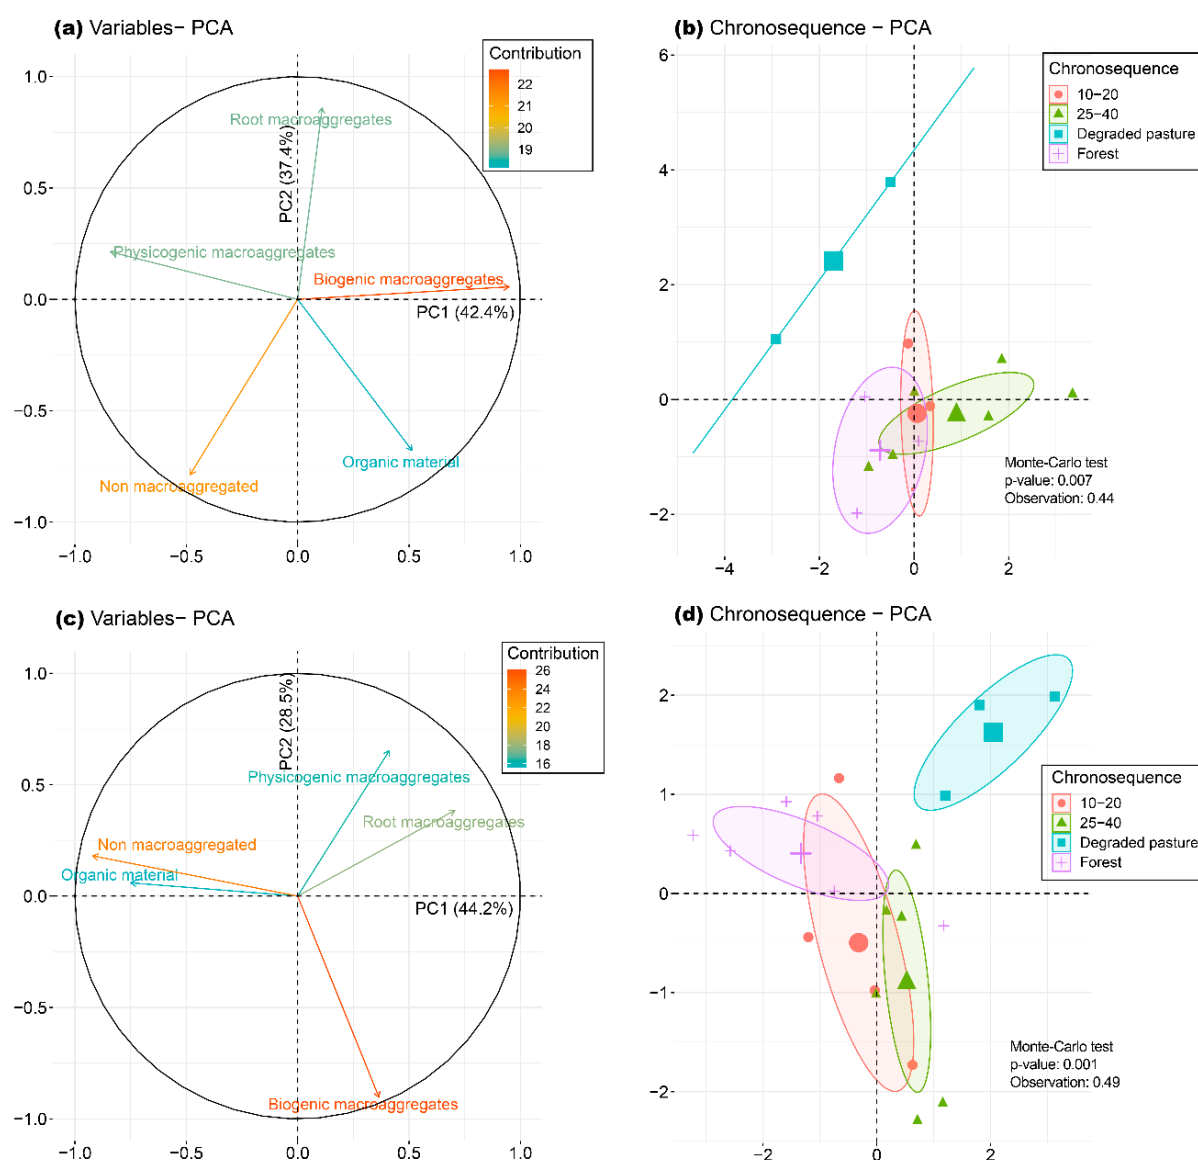 (a) Variables− PCA
Contribution
22
21
20
19
1.0
0.5
0.0
−0.5
−1.0
Root macroaggregates
PC2 (37.4%)
Physicogenic macroaggregates
Biogenic macroaggregates
PC1 (42.4%)
Organic material
Non macroaggregated
−1.0 −0.5 0.0 0.5 1.0
(b) Chronosequence − PCA
Chronosequence
10−20
25−40
Degraded pasture
Forest
6
4
2
0
−2
Monte-Carlo test
p-value: 0.007
Observation: 0.44
−4 −2 0 2
(c) Variables− PCA
Contribution
26
24
22
20
18
16
1.0
0.5
0.0
−0.5
−1.0
PC2 (28.5%)
Physicogenic macroaggregates
Root macroaggregates
Non macroaggregated
Organic material
PC1 (44.2%)
Biogenic macroaggregates
−1.0 −0.5 0.0 0.5 1.0
(d) Chronosequence − PCA
Chronosequence
10−20
25−40
Degraded pasture
Forest
2
1
0
−1
−2
Monte-Carlo test
p-value: 0.001
Observation: 0.49
−2 0 2